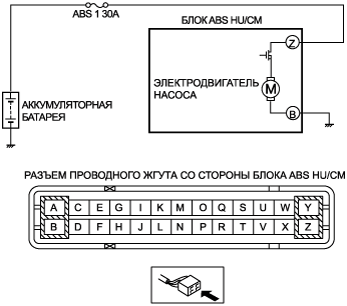 ABS 1 30A
БЛОК ABS HU/CM
Z
ЭЛЕКТРОДВИГАТЕЛЬ
НАСОСА
M
B
АККУМУЛЯТОРНАЯ
БАТАРЕЯ
РАЗЪЕМ ПРОВОДНОГО ЖГУТА СО СТОРОНЫ БЛОКА ABS HU/CM
A C E G I K M O Q S U W Y
B D F H J L N P R T V X Z